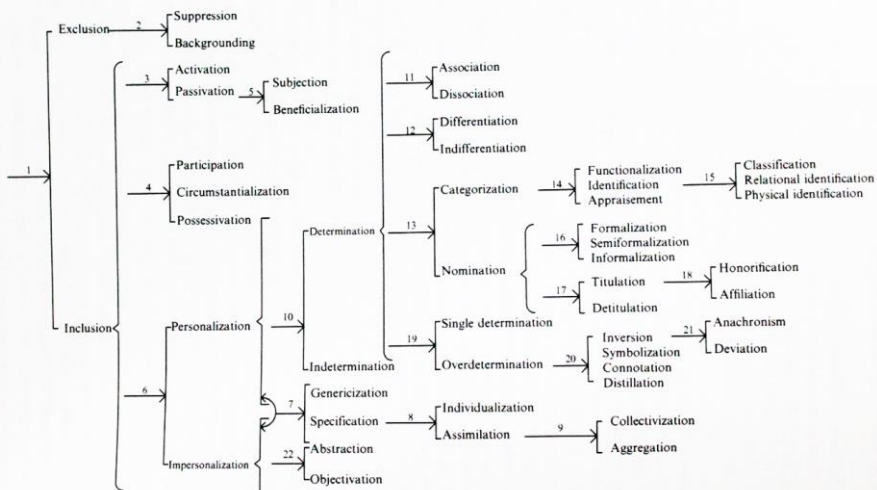 Exclusion 2 Suppression
Backgrounding
11 Association
Dissociation
3 Activation
Passivation 5 Subjection
Beneficialization
12 Differentiation
Indifferentiation
1
4 Participation
Circumstantialization
Possessivation
Categorization 14 Functionalization
Identification
Appraisement
15 Classification
Relational identification
Physical identification
Determination 13
16 Formalization
Semiformalization
Informalization
Nomination
17 Titulation
Detitulation
18 Honorification
Affiliation
Inclusion
Personalization 10
Single determination
19
Overdetermination 20 Inversion
Symbolization
Connotation
Distillation
21 Anachronism
Deviation
Indetermination
6
7 Genericization
Specification 8 Individualization
Assimilation 9 Collectivization
Aggregation
Impersonalization 22 Abstraction
Objectivation